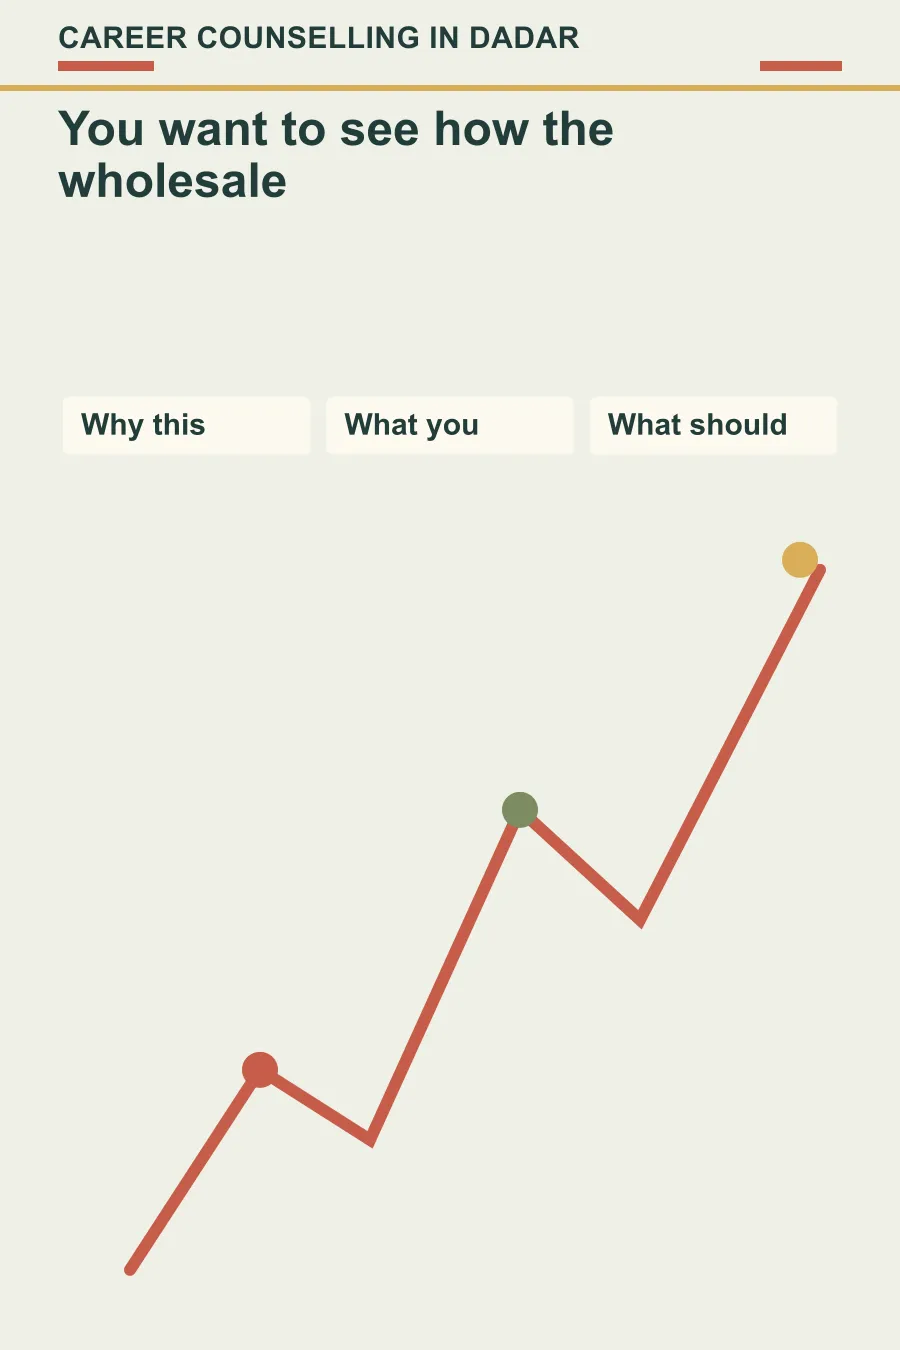 CAREER COUNSELLING IN DADAR
You want to see how the
wholesale
Why this
What you
What should